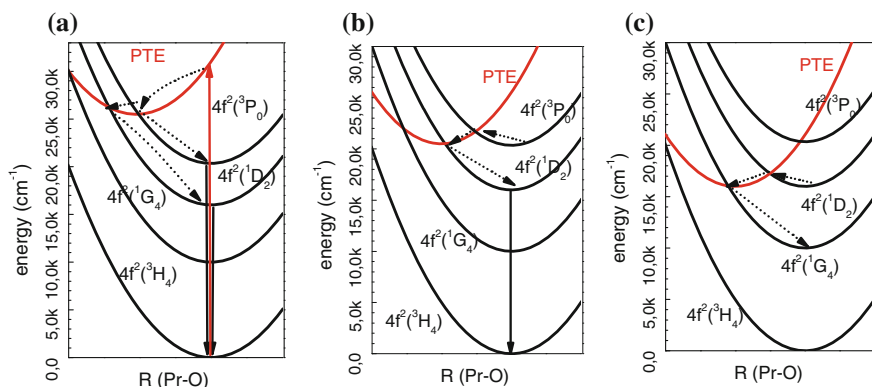 (a)
PTE
4f²(³P₀)
4f²(¹D₂)
4f²(¹G₄)
4f²(³H₄)
energy (cm⁻¹)
0,0
5,0k
10,0k
15,0k
20,0k
25,0k
30,0k
R (Pr-O)
(b)
PTE
4f²(³P₀)
4f²(¹D₂)
4f²(¹G₄)
4f²(³H₄)
energy (cm⁻¹)
0,0
5,0k
10,0k
15,0k
20,0k
25,0k
30,0k
R (Pr-O)
(c)
PTE
4f²(³P₀)
4f²(¹D₂)
4f²(¹G₄)
4f²(³H₄)
energy (cm⁻¹)
0,0
5,0k
10,0k
15,0k
20,0k
25,0k
30,0k
R (Pr-O)